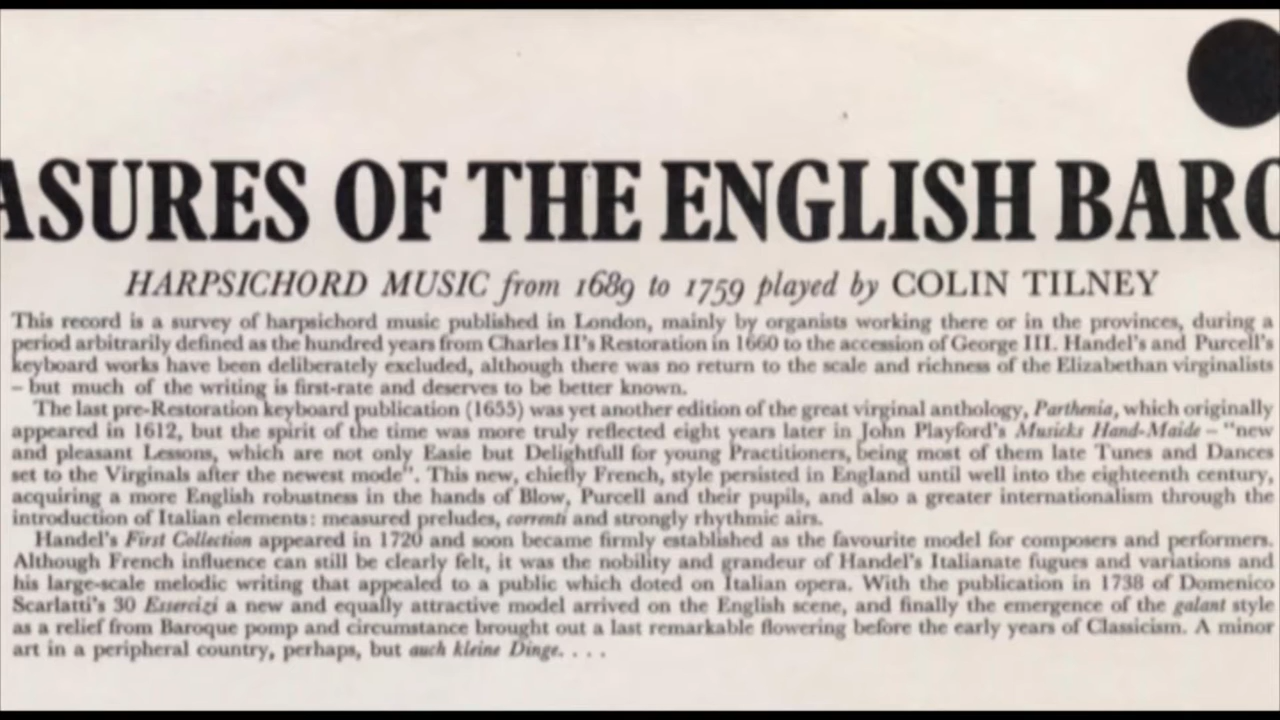 ASURES OF THE ENGLISH BARO
HARPSICHORD MUSIC from 1689 to 1759 played by COLIN TILNEY
This record is a survey of harpsichord music published in London, mainly by organists working there or in the provinces, during a
period arbitrarily defined as the hundred years from Charles II's Restoration in 1660 to the accession of George III. Handel's and Purcell's
keyboard works have been deliberately excluded, although there was no return to the scale and richness of the Elizabethan virginalists
– but much of the writing is first-rate and deserves to be better known.
The last pre-Restoration keyboard publication (1655) was yet another edition of the great virginal anthology, Parthenia, which originally
appeared in 1612, but the spirit of the time was more truly reflected eight years later in John Playford's Musicks Hand-Maide – "new
and pleasant Lessons, which are not only Easie but Delightfull for young Practitioners, being most of them late Tunes and Dances
set to the Virginals after the newest mode". This new, chiefly French, style persisted in England until well into the eighteenth century,
acquiring a more English robustness in the hands of Blow, Purcell and their pupils, and also a greater internationalism through the
introduction of Italian elements: measured preludes, correnti and strongly rhythmic airs.
Handel's First Collection appeared in 1720 and soon became firmly established as the favourite model for composers and performers.
Although French influence can still be clearly felt, it was the nobility and grandeur of Handel's Italianate fugues and variations and
his large-scale melodic writing that appealed to a public which doted on Italian opera. With the publication in 1738 of Domenico
Scarlatti's 30 Essercizi a new and equally attractive model arrived on the English scene, and finally the emergence of the galant style
as a relief from Baroque pomp and circumstance brought out a last remarkable flowering before the early years of Classicism. A minor
art in a peripheral country, perhaps, but auch kleine Dinge. . . .